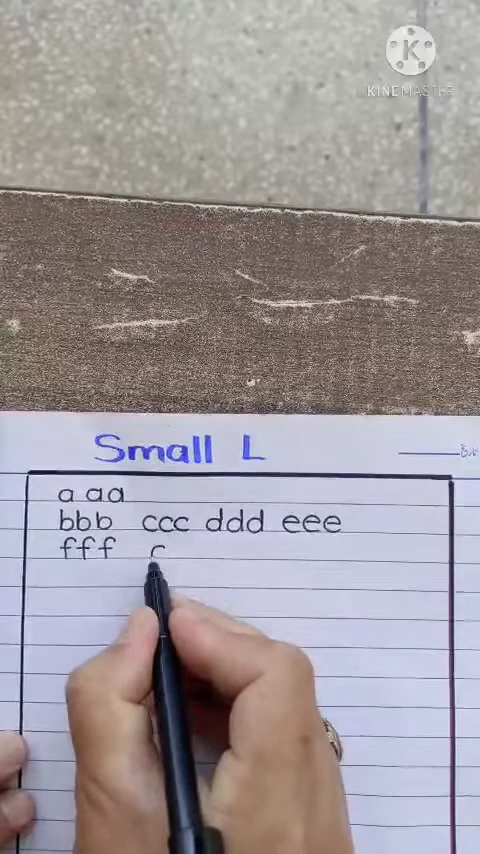 KINEMASTER
Small L
a aa
bbb ccc ddd eee
fff c